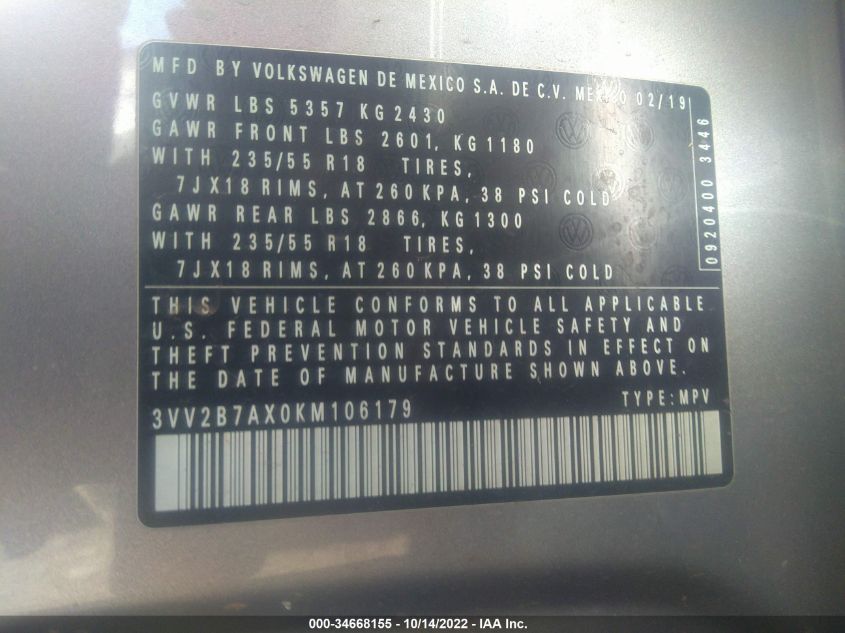 MFD BY VOLKSWAGEN DE MEXICO S.A. DE C.V. MEXICO 02/19
GVWR LBS 5357 KG 2430
GAWR FRONT LBS 2601, KG 1180
WITH 235/55 R18 TIRES,
7JX18 RIMS, AT 260 KPA, 38 PSI COLD
GAWR REAR LBS 2866, KG 1300
WITH 235/55 R18 TIRES,
7JX18 RIMS, AT 260 KPA, 38 PSI COLD
0920400 3446
THIS VEHICLE CONFORMS TO ALL APPLICABLE
U.S. FEDERAL MOTOR VEHICLE SAFETY AND
THEFT PREVENTION STANDARDS IN EFFECT ON
THE DATE OF MANUFACTURE SHOWN ABOVE.
3VV2B7AX0KM106179 TYPE: MPV
000-34668155 - 10/14/2022 - IAA Inc.